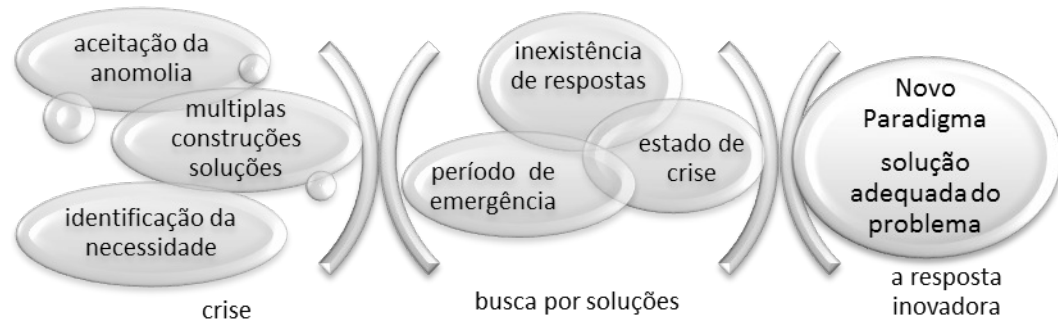 aceitação da
anomolia
multiplas
construções
soluções
identificação da
necessidade
crise
inexistência
de respostas
estado de
crise
período de
emergência
busca por soluções
Novo
Paradigma
solução
adequada do
problema
a resposta
inovadora